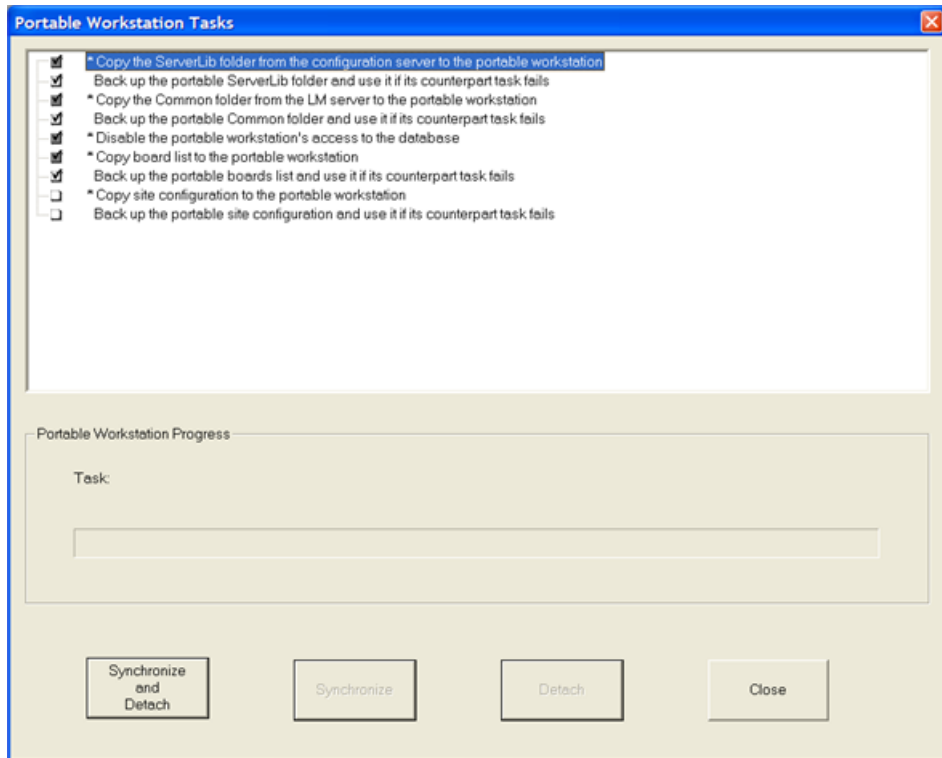 Portable Workstation Tasks
* Copy the ServerLib folder from the configuration server to the portable workstation
Back up the portable ServerLib folder and use it if its counterpart task fails
* Copy the Common folder from the LM server to the portable workstation
Back up the portable Common folder and use it if its counterpart task fails
* Disable the portable workstation's access to the database
* Copy board list to the portable workstation
Back up the portable boards list and use it if its counterpart task fails
* Copy site configuration to the portable workstation
Back up the portable site configuration and use it if its counterpart task fails
Portable Workstation Progress
Task:
Synchronize
and
Detach
Synchronize
Detach
Close